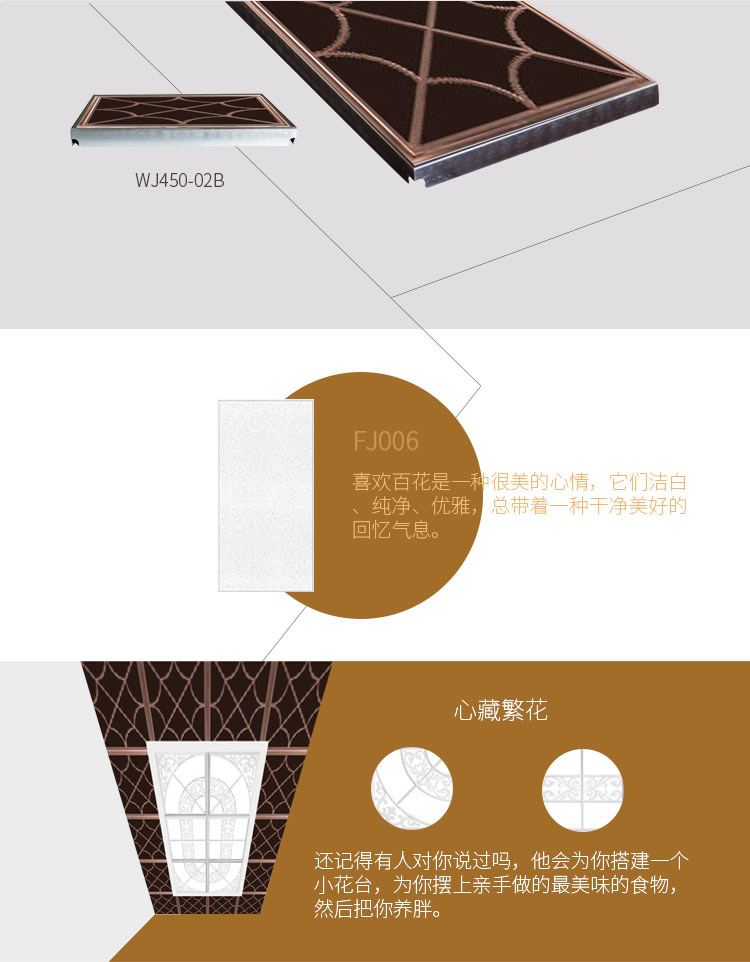 WJ450-02B
FJ006
喜欢百花是一种很美的心情，它们洁白
、纯净、优雅，总带着一种干净美好的
回忆气息。
心藏繁花
还记得有人对你说过吗，他会为你搭建一个
小花台，为你摆上亲手做的最美味的食物，
然后把你养胖。